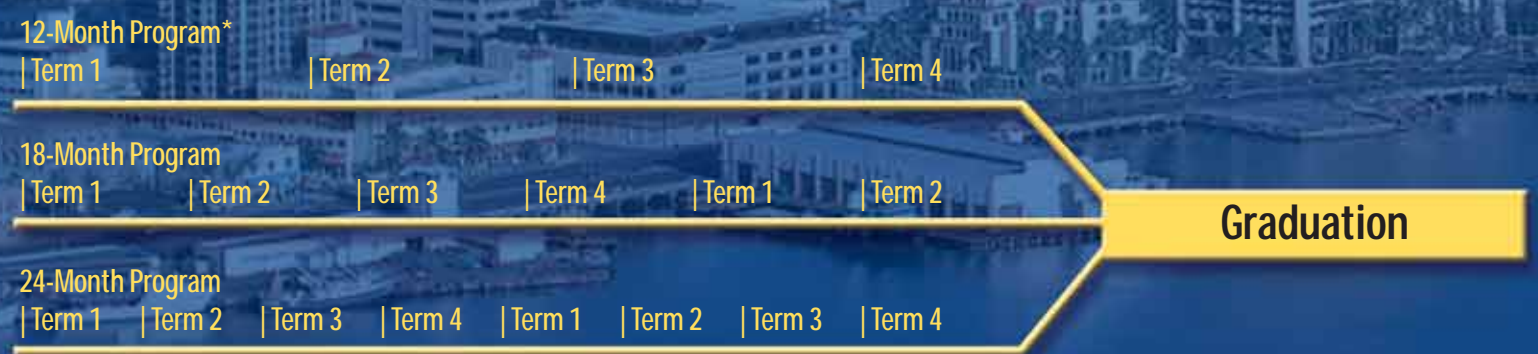 12-Month Program*
| Term 1 | Term 2 | Term 3 | Term 4
18-Month Program
| Term 1 | Term 2 | Term 3 | Term 4 | Term 1 | Term 2
Graduation
24-Month Program
| Term 1 | Term 2 | Term 3 | Term 4 | Term 1 | Term 2 | Term 3 | Term 4